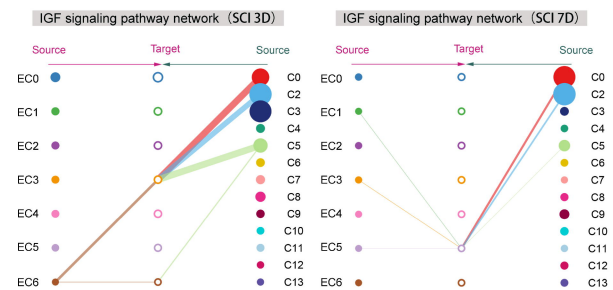 IGF signaling pathway network（SCI 3D）
Source Target Source
EC0
EC1
EC2
EC3
EC4
EC5
EC6
C0
C2
C3
C4
C5
C6
C7
C8
C9
C10
C11
C12
C13
IGF signaling pathway network（SCI 7D）
Source Target Source
EC0
EC1
EC2
EC3
EC4
EC5
EC6
C0
C2
C3
C4
C5
C6
C7
C8
C9
C10
C11
C12
C13